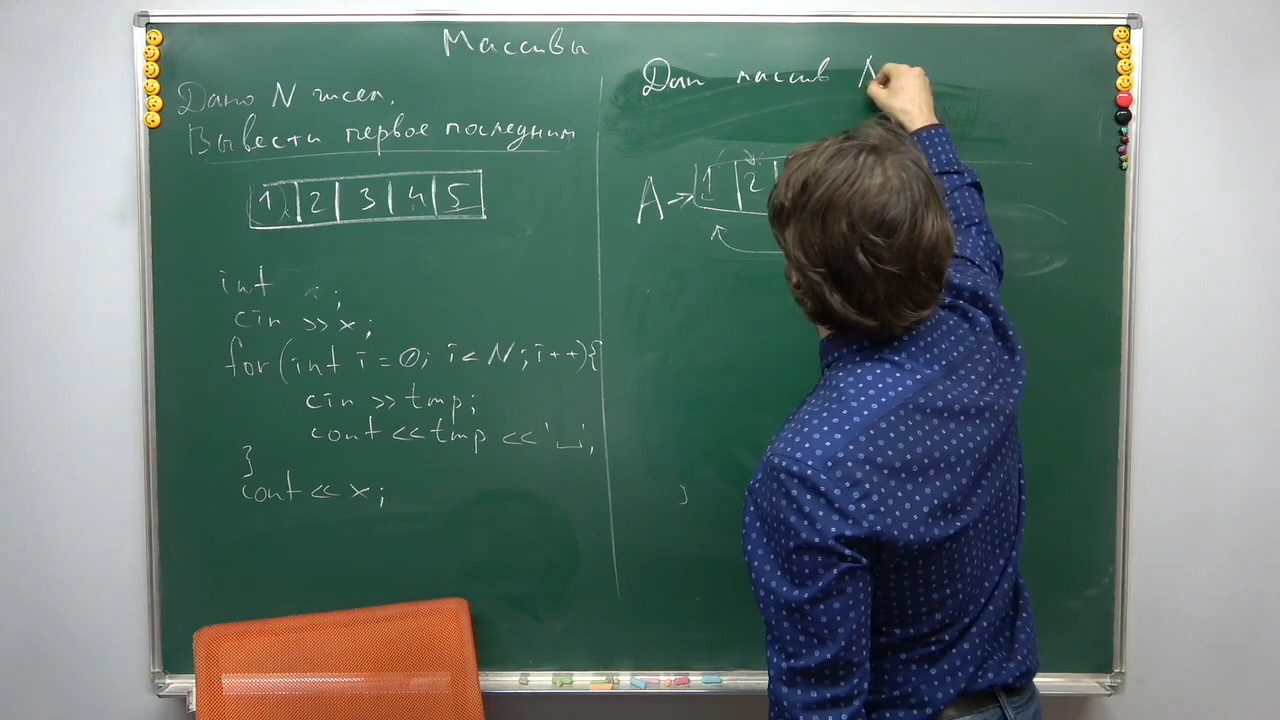 Массивы
Дано N чисел.
Вывести первое последним
1 2 3 4 5
int x;
cin >> x;
for (int i = 0; i < N; i++) {
cin >> tmp;
cout << tmp << '␣';
}
cout << x;
Дан массив
A → 1 2